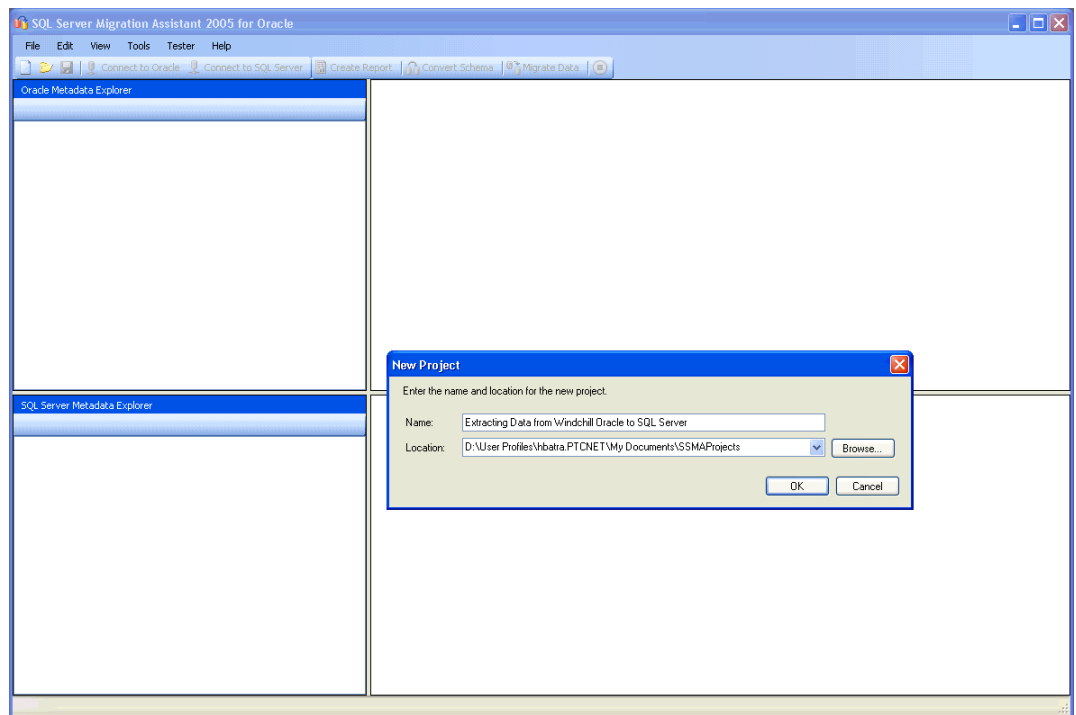 SQL Server Migration Assistant 2005 for Oracle
File Edit View Tools Tester Help
Connect to Oracle Connect to SQL Server Create Report Convert Schema Migrate Data
Oracle Metadata Explorer
New Project
Enter the name and location for the new project.
Name: Extracting Data from Windchill Oracle to SQL Server
Location: D:\User Profiles\hbatra.PTCNET\My Documents\SSMAProjects Browse...
OK Cancel
SQL Server Metadata Explorer